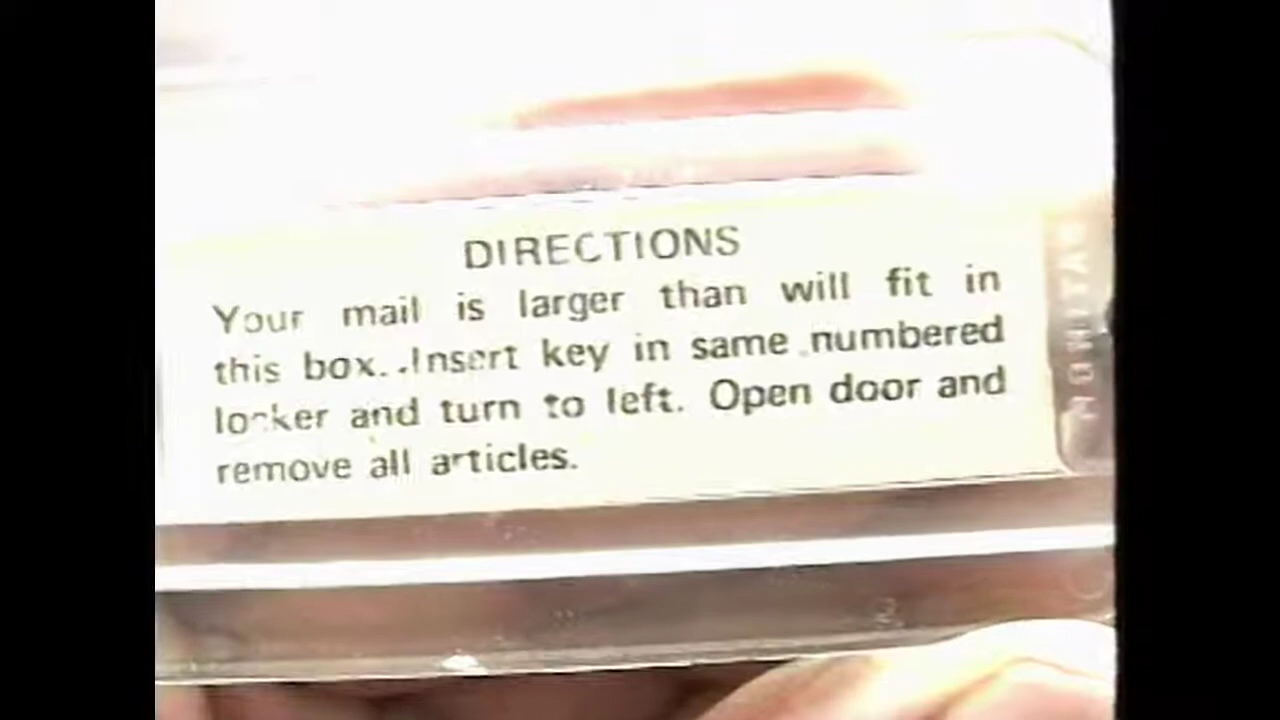 DIRECTIONS
Your mail is larger than will fit in
this box. Insert key in same numbered
locker and turn to left. Open door and
remove all articles.